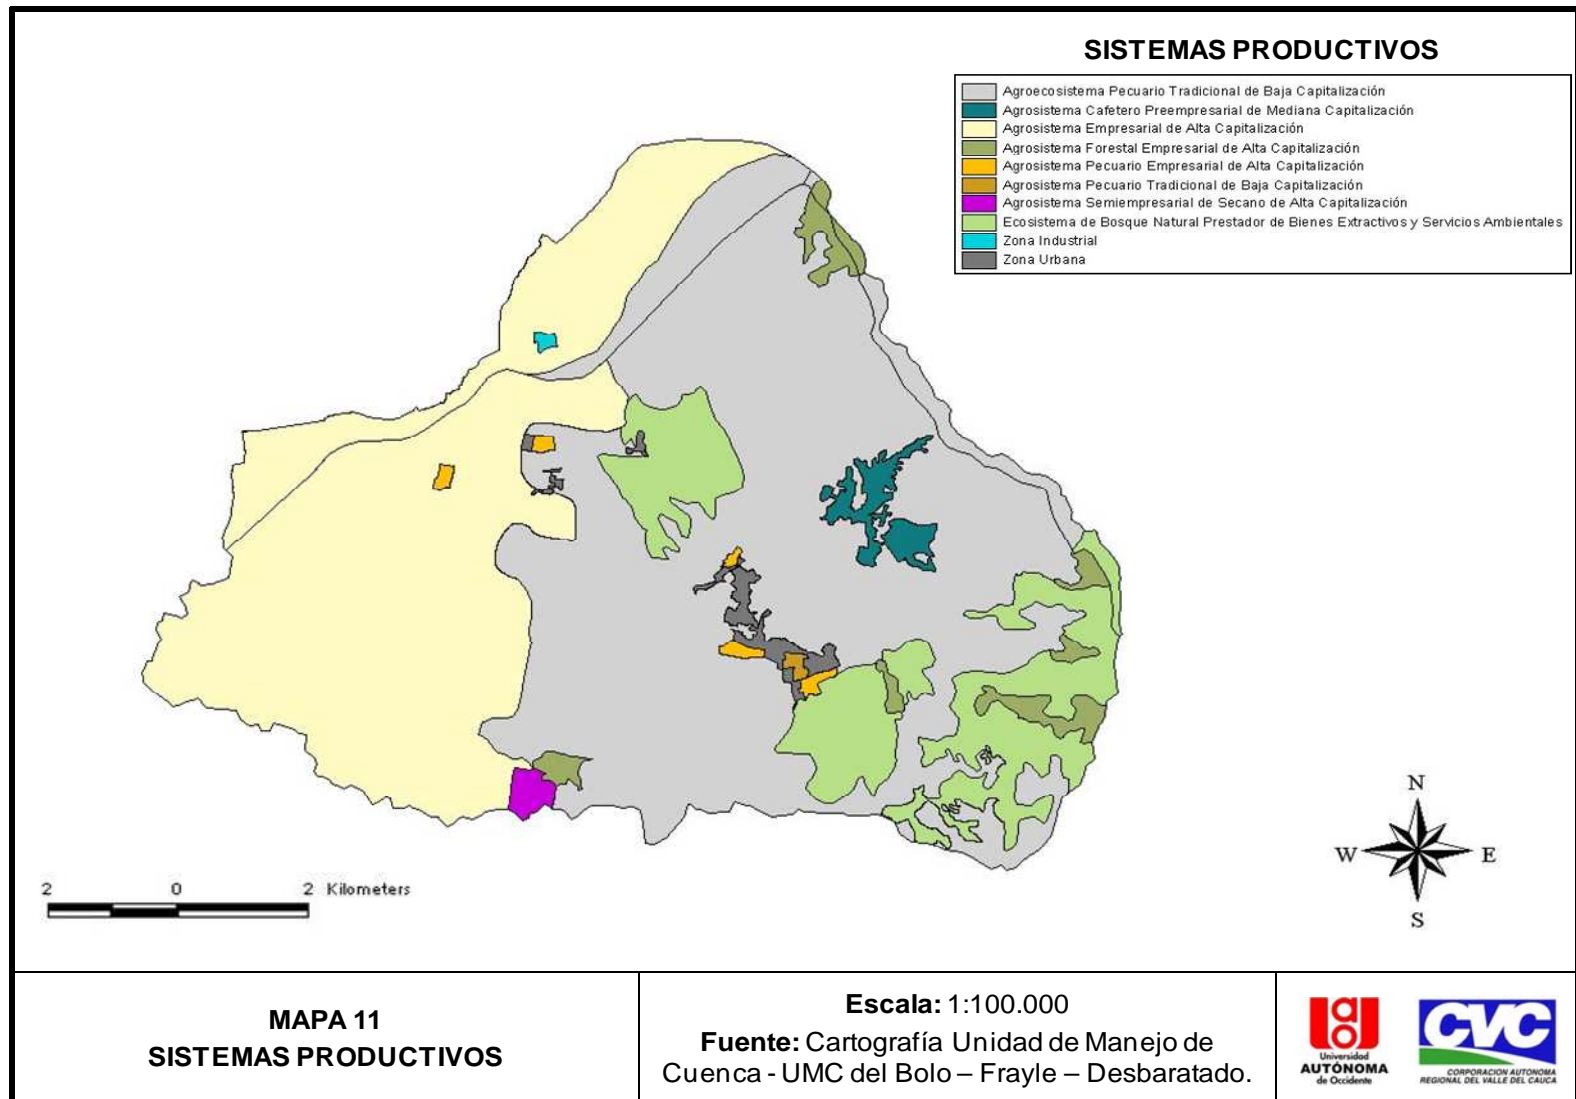 SISTEMAS PRODUCTIVOS
Agroecosistema Pecuario Tradicional de Baja Capitalización
Agrosistema Cafetero Preempresarial de Mediana Capitalización
Agrosistema Empresarial de Alta Capitalización
Agrosistema Forestal Empresarial de Alta Capitalización
Agrosistema Pecuario Empresarial de Alta Capitalización
Agrosistema Pecuario Tradicional de Baja Capitalización
Agrosistema Semiempresarial de Secano de Alta Capitalización
Ecosistema de Bosque Natural Prestador de Bienes Extractivos y Servicios Ambientales
Zona Industrial
Zona Urbana
N
W E
S
2 0 2 Kilometers
MAPA 11
SISTEMAS PRODUCTIVOS
Escala: 1:100.000
Fuente: Cartografía Unidad de Manejo de
Cuenca - UMC del Bolo – Frayle – Desbaratado.
Universidad
AUTÓNOMA
de Occidente
CVC
CORPORACION AUTONOMA
REGIONAL DEL VALLE DEL CAUCA